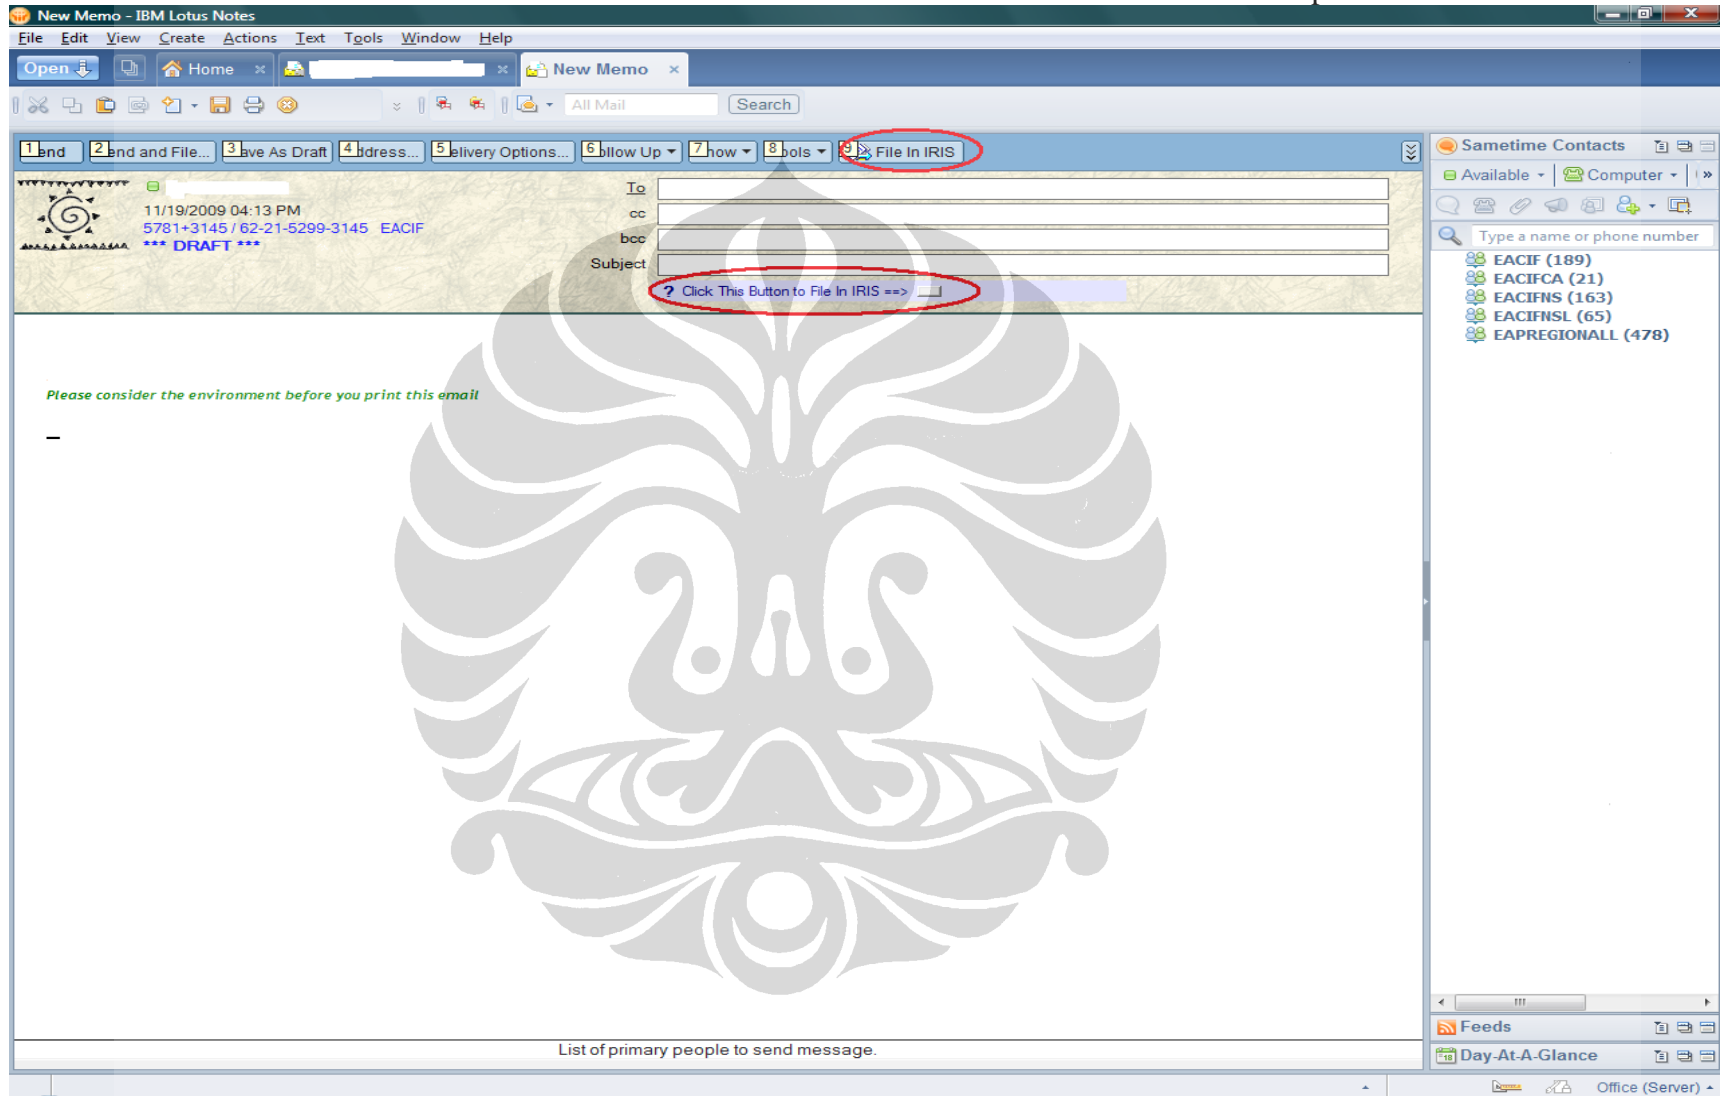 New Memo - IBM Lotus Notes
File Edit View Create Actions Text Tools Window Help
Open Home New Memo
All Mail Search
1 end 2 end and File... 3 ave As Draft 4 ddress... 5 elivery Options... 6 ollow Up 7 how 8 ools 9 File In IRIS
To
11/19/2009 04:13 PM
cc
5781+3145 / 62-21-5299-3145 EACIF
bcc
*** DRAFT ***
Subject
? Click This Button to File In IRIS ==>
Please consider the environment before you print this email
List of primary people to send message.
Sametime Contacts
Available Computer
Type a name or phone number
EACIF (189)
EACIFCA (21)
EACIFNS (163)
EACIFNSL (65)
EAPREGIONALL (478)
Feeds
Day-At-A-Glance
Office (Server)